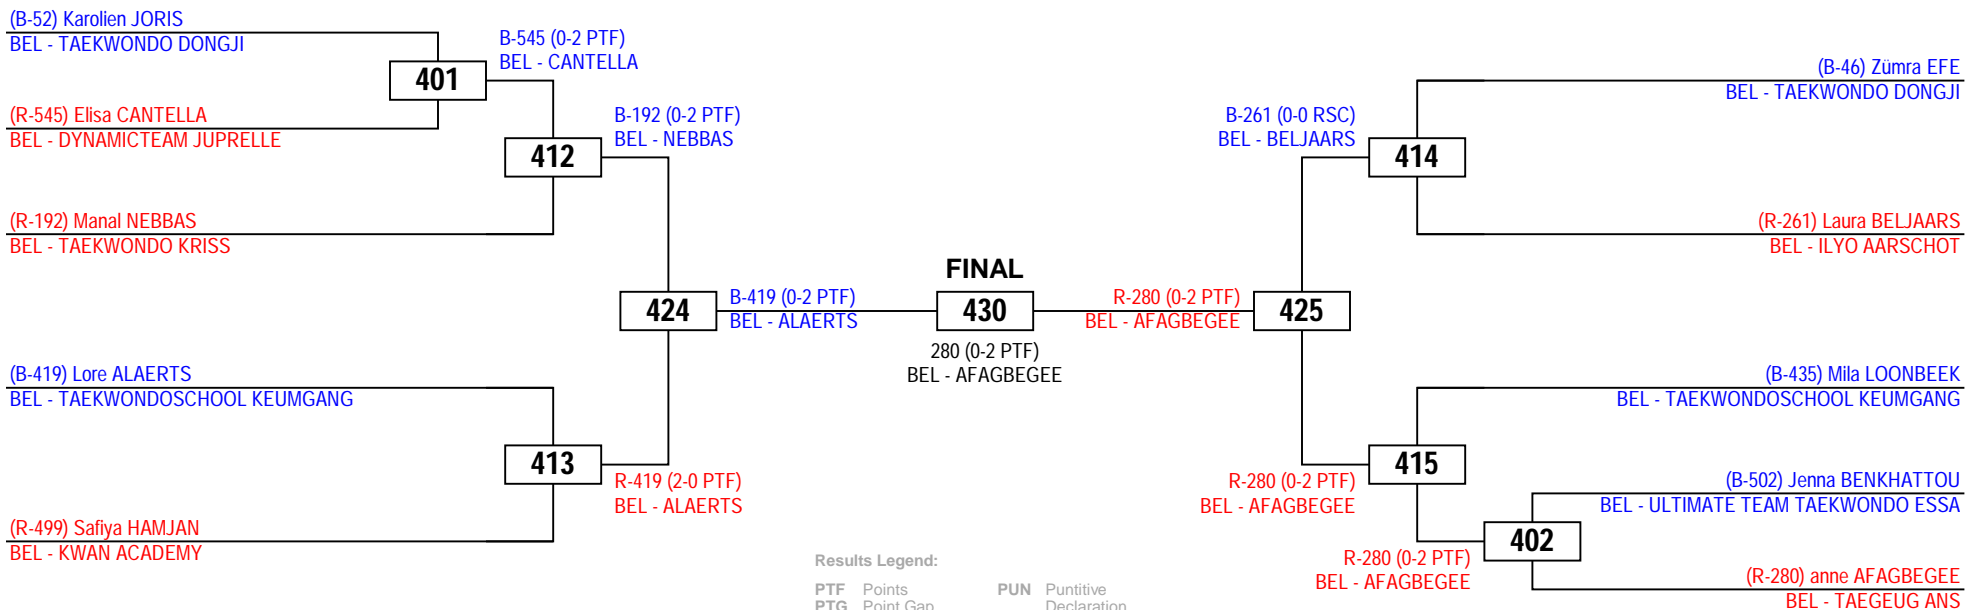 (B-52) Karolien JORIS
BEL - TAEKWONDO DONGJI
401
B-545 (0-2 PTF)
BEL - CANTELLA
(R-545) Elisa CANTELLA
BEL - DYNAMICTEAM JUPRELLE
412
B-192 (0-2 PTF)
BEL - NEBBAS
(R-192) Manal NEBBAS
BEL - TAEKWONDO KRISS
424
B-419 (0-2 PTF)
BEL - ALAERTS
(B-419) Lore ALAERTS
BEL - TAEKWONDOSCHOOL KEUMGANG
413
R-419 (2-0 PTF)
BEL - ALAERTS
(R-499) Safiya HAMJAN
BEL - KWAN ACADEMY
FINAL
430
280 (0-2 PTF)
BEL - AFAGBEGEE
(B-46) Zümra EFE
BEL - TAEKWONDO DONGJI
B-261 (0-0 RSC)
BEL - BELJAARS
414
(R-261) Laura BELJAARS
BEL - ILYO AARSCHOT
R-280 (0-2 PTF)
BEL - AFAGBEGEE
425
(B-435) Mila LOONBEEK
BEL - TAEKWONDOSCHOOL KEUMGANG
415
R-280 (0-2 PTF)
BEL - AFAGBEGEE
(B-502) Jenna BENKHATTOU
BEL - ULTIMATE TEAM TAEKWONDO ESSA
402
R-280 (0-2 PTF)
BEL - AFAGBEGEE
(R-280) anne AFAGBEGEE
BEL - TAEGEUG ANS
Results Legend:
PTF Points
PTG Point Gap
PUN Puntitive
Declaration